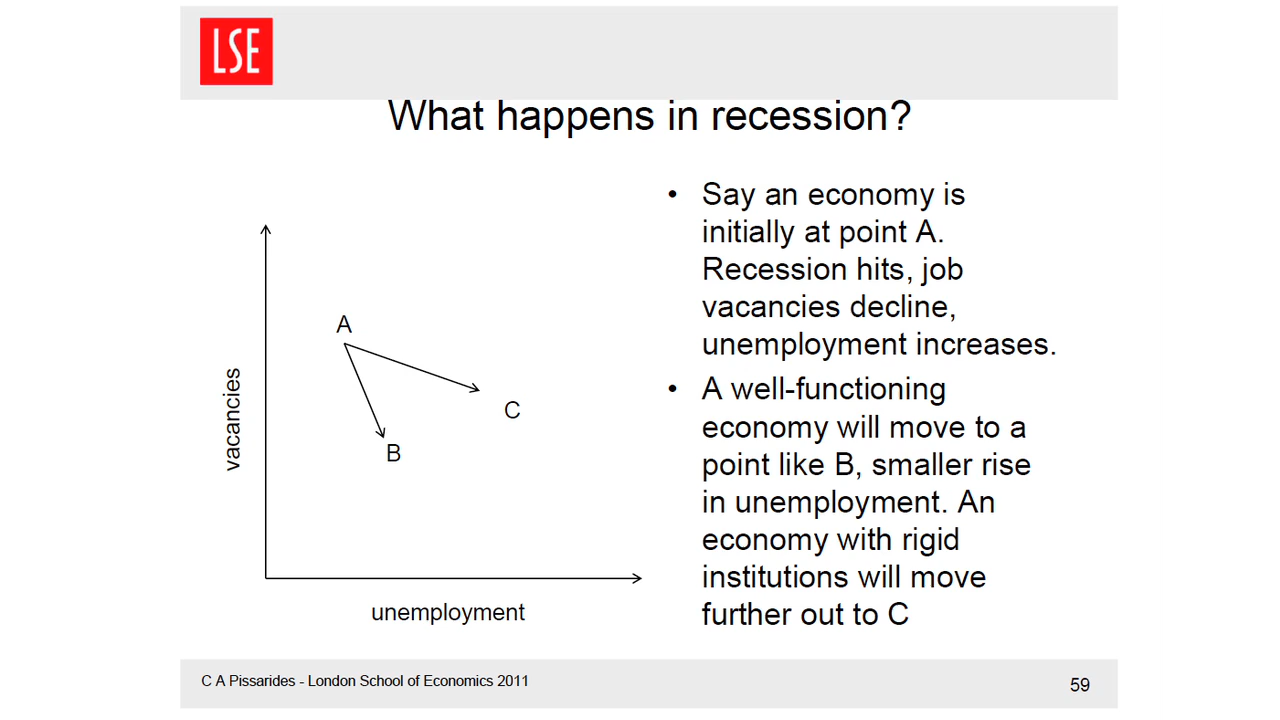 LSE
What happens in recession?
• Say an economy is
initially at point A.
Recession hits, job
vacancies decline,
unemployment increases.
• A well-functioning
economy will move to a
point like B, smaller rise
in unemployment. An
economy with rigid
institutions will move
further out to C
A
C
B
vacancies
unemployment
C A Pissarides - London School of Economics 2011
59